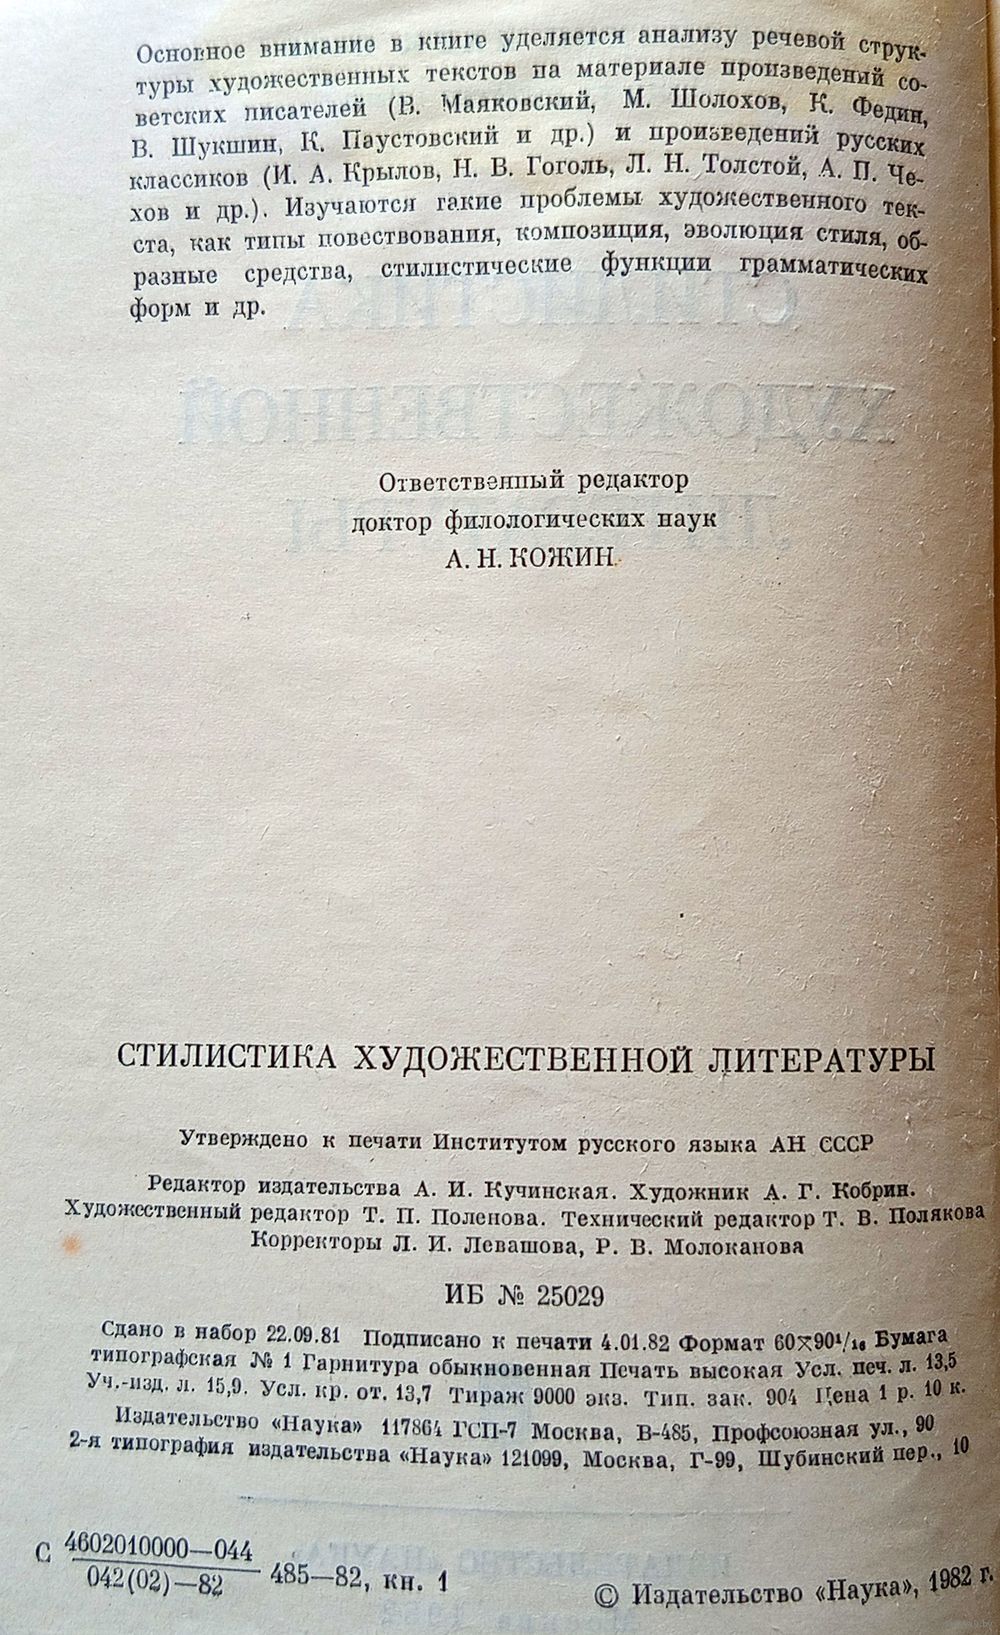 Основное внимание в книге уделяется анализу речевой струк-
туры художественных текстов на материале произведений со-
ветских писателей (В. Маяковский, М. Шолохов, К. Федин,
В. Шукшин, К. Паустовский и др.) и произведений русских
классиков (И. А. Крылов, Н. В. Гоголь, Л. Н. Толстой, А. П. Че-
хов и др.). Изучаются такие проблемы художественного тек-
ста, как типы повествования, композиция, эволюция стиля, об-
разные средства, стилистические функции грамматических
форм и др.
Ответственный редактор
доктор филологических наук
А. Н. КОЖИН
СТИЛИСТИКА ХУДОЖЕСТВЕННОЙ ЛИТЕРАТУРЫ
Утверждено к печати Институтом русского языка АН СССР
Редактор издательства А. И. Кучинская. Художник А. Г. Кобрин.
Художественный редактор Т. П. Поленова. Технический редактор Т. В. Полякова
Корректоры Л. И. Левашова, Р. В. Молоканова
ИБ № 25029
Сдано в набор 22.09.81 Подписано к печати 4.01.82 Формат 60×90¹/₁₆ Бумага
типографская № 1 Гарнитура обыкновенная Печать высокая Усл. печ. л. 13,5
Уч.-изд. л. 15,9. Усл. кр. от. 13,7 Тираж 9000 экз. Тип. зак. 904 Цена 1 р. 10 к.
Издательство «Наука» 117864 ГСП-7 Москва, В-485, Профсоюзная ул., 90
2-я типография издательства «Наука» 121099, Москва, Г-99, Шубинский пер., 10
С 4602010000—044
042(02)—82 485—82, кн. 1
© Издательство «Наука», 1982 г.